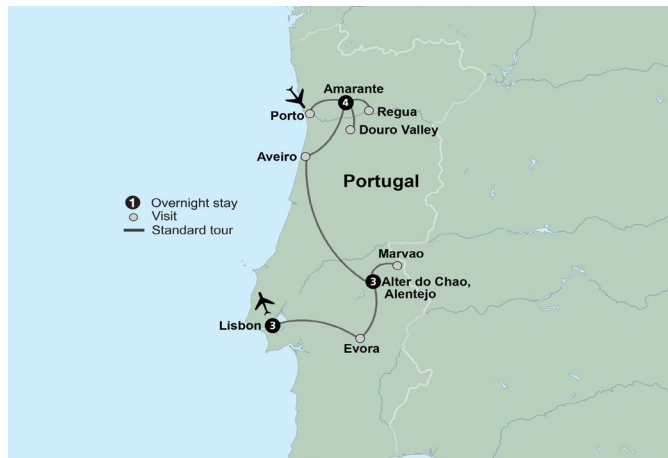 Amarante
4
Porto
Regua
Douro Valley
Aveiro
Portugal
1 Overnight stay
Visit
Standard tour
Marvao
3
Alter do Chao,
Alentejo
Lisbon
3
Evora